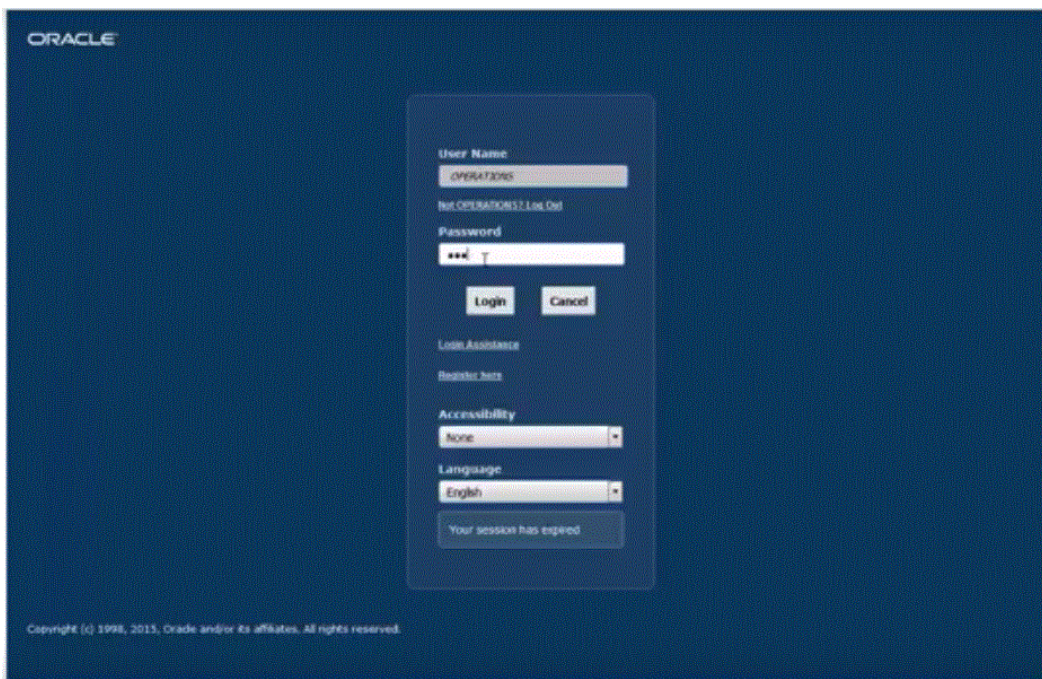 ORACLE
User Name
OPERATIONS
Not OPERATIONS? Log Out
Password
Login Cancel
Login Assistance
Register here
Accessibility
None
Language
English
Your session has expired
Copyright (c) 1998, 2015, Oracle and/or its affiliates. All rights reserved.